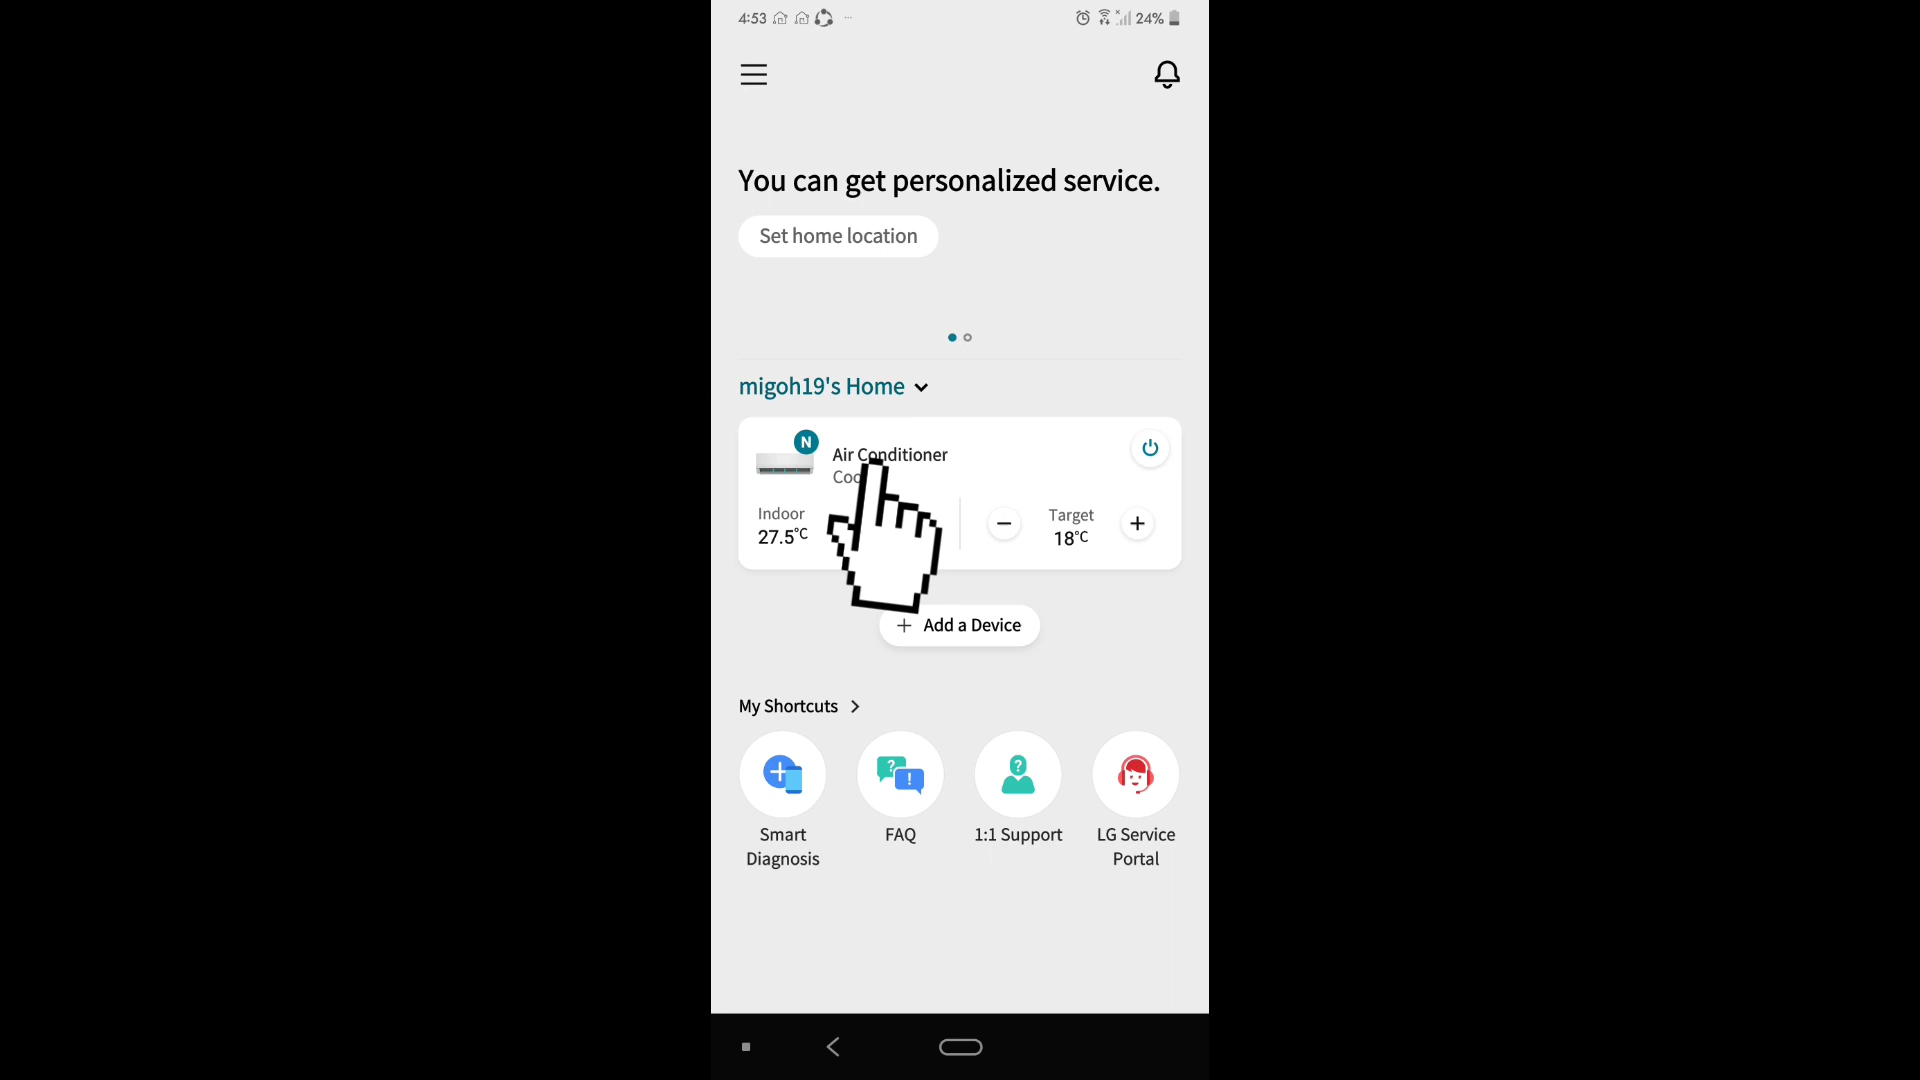 4:53
24%
You can get personalized service.
Set home location
migoh19's Home
N
Air Conditioner
Indoor
27.5°C
Target
18°C
+ Add a Device
My Shortcuts
Smart
Diagnosis
FAQ
1:1 Support
LG Service
Portal